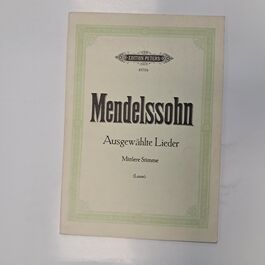 EDITION PETERS
Mendelssohn
Ausgewählte Lieder
Mittlere Stimme